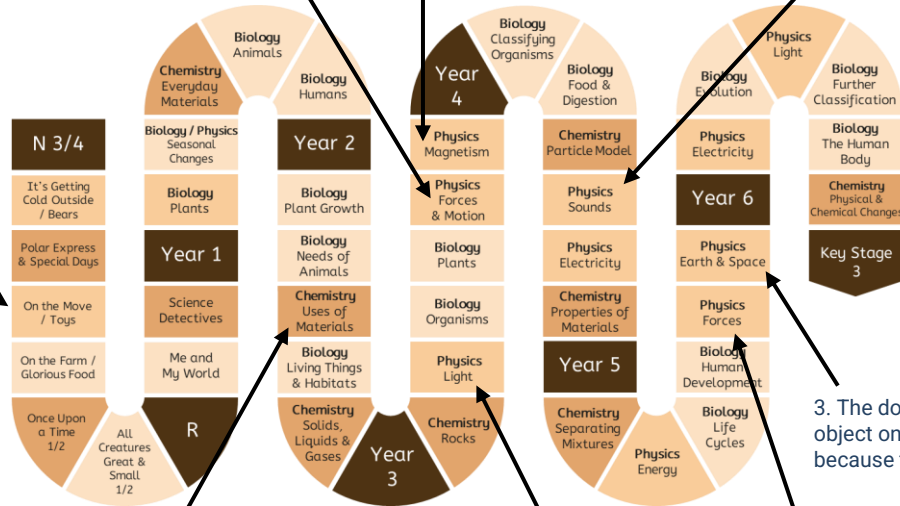 N 3/4
It's Getting
Cold Outside
/ Bears
Polar Express
& Special Days
On the Move
/ Toys
On the Farm /
Glorious Food
Once Upon
a Time
1/2
All
Creatures
Great &
Small
1/2
R
Me and
My World
Science
Detectives
Year 1
Biology
Plants
Biology / Physics
Seasonal
Changes
Chemistry
Everyday
Materials
Biology
Animals
Biology
Humans
Year 2
Biology
Plant Growth
Biology
Needs of
Animals
Chemistry
Uses of
Materials
Biology
Living Things
& Habitats
Chemistry
Solids,
Liquids &
Gases
Year
3
Chemistry
Rocks
Physics
Light
Biology
Organisms
Biology
Plants
Physics
Forces
& Motion
Physics
Magnetism
Year
4
Biology
Classifying
Organisms
Biology
Food &
Digestion
Chemistry
Particle Model
Physics
Sounds
Physics
Electricity
Chemistry
Properties of
Materials
Year 5
Chemistry
Separating
Mixtures
Physics
Energy
Biology
Life
Cycles
Biology
Human
Development
Physics
Forces
Physics
Earth & Space
Year 6
Physics
Electricity
Biology
Evolution
Physics
Light
Biology
Further
Classification
Biology
The Human
Body
Chemistry
Physical &
Chemical Changes
Key Stage
3
3. The do
object on
because